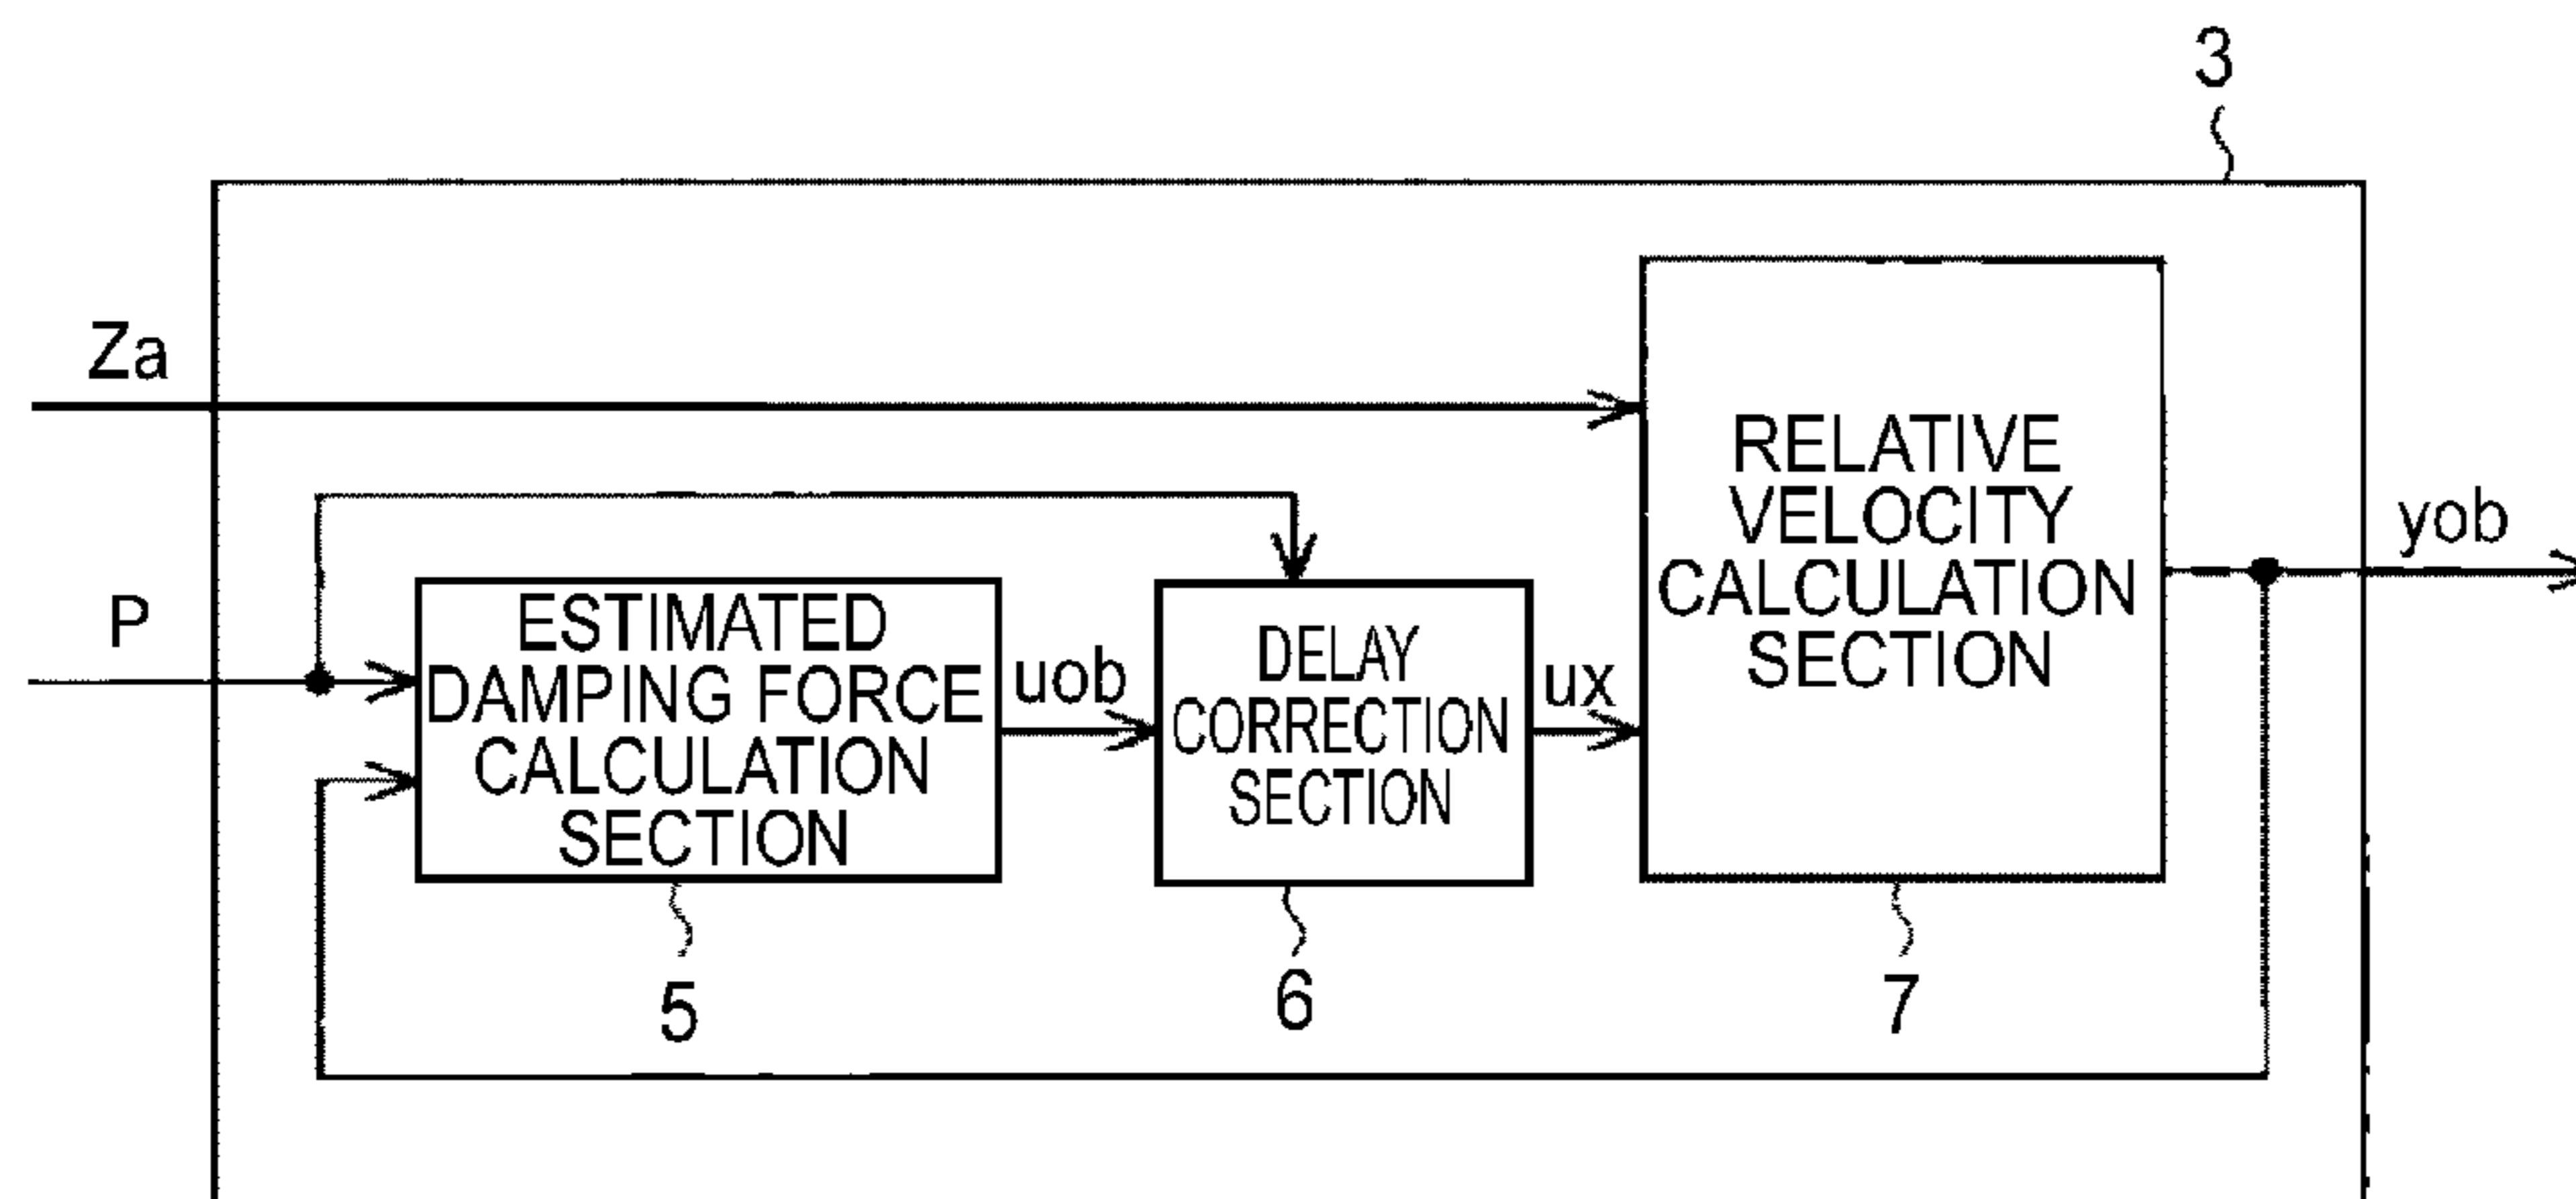 3
Za
P
ESTIMATED
DAMPING FORCE
CALCULATION
SECTION
5
uob
DELAY
CORRECTION
SECTION
6
ux
RELATIVE
VELOCITY
CALCULATION
SECTION
7
yob